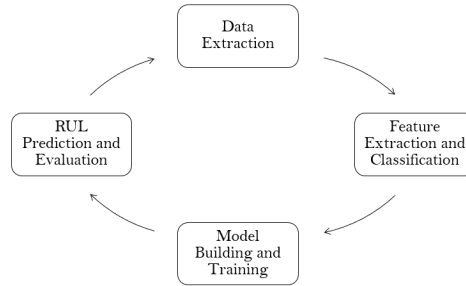 Data
Extraction
RUL
Prediction and
Evaluation
Feature
Extraction and
Classification
Model
Building and
Training